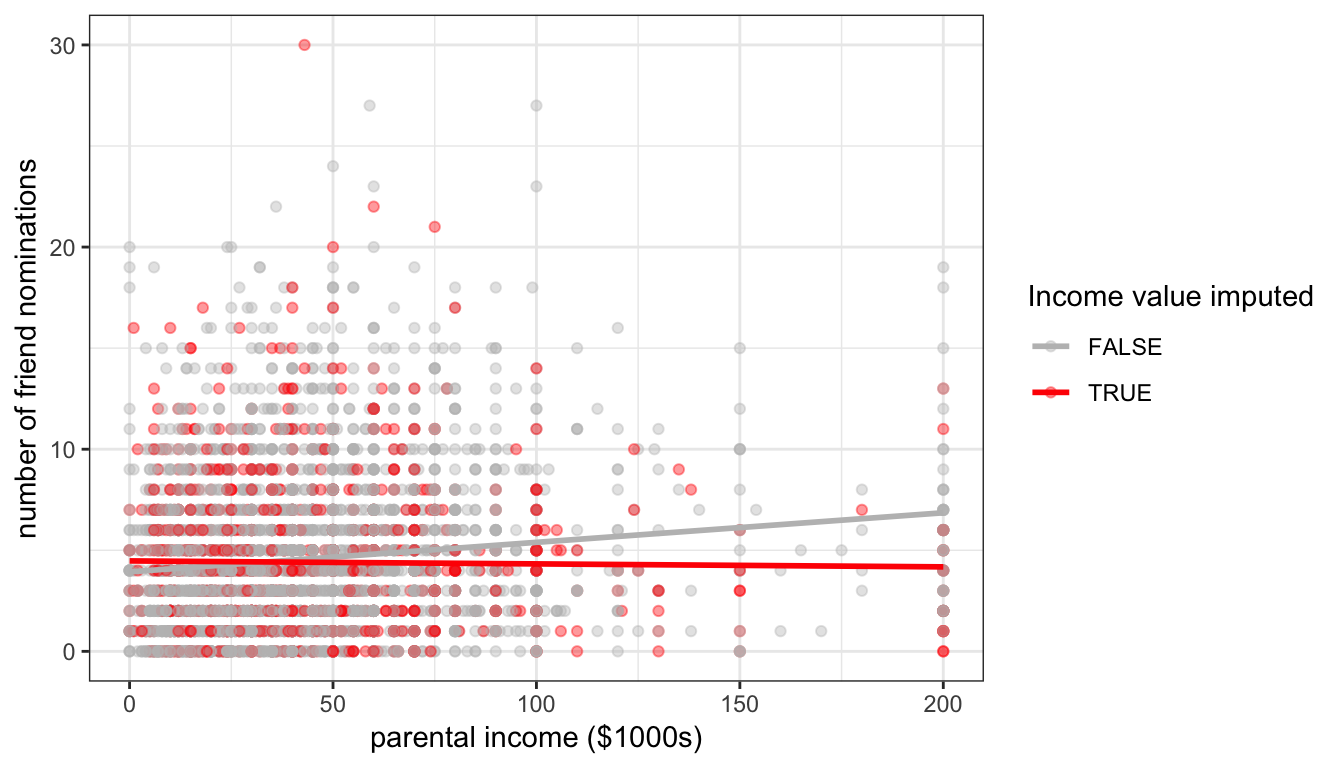 30
20
10
0
0 50 100 150 200
parental income ($1000s)
number of friend nominations
Income value imputed
FALSE
TRUE